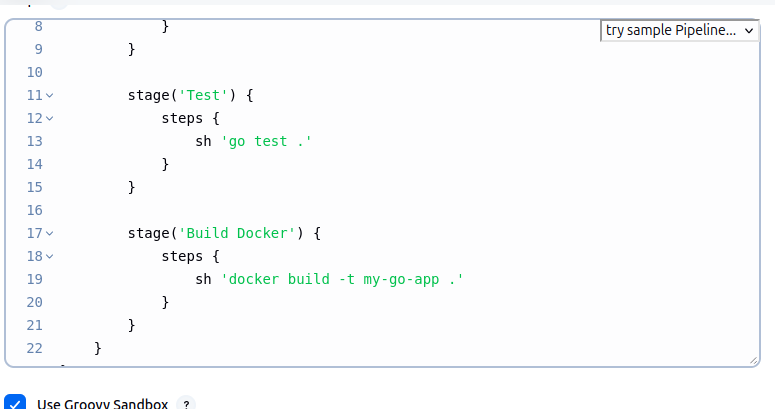 try sample Pipeline...
8 }
9 }
10
11 stage('Test') {
12 steps {
13 sh 'go test .'
14 }
15 }
16
17 stage('Build Docker') {
18 steps {
19 sh 'docker build -t my-go-app .'
20 }
21 }
22 }
Use Groovy Sandbox ?